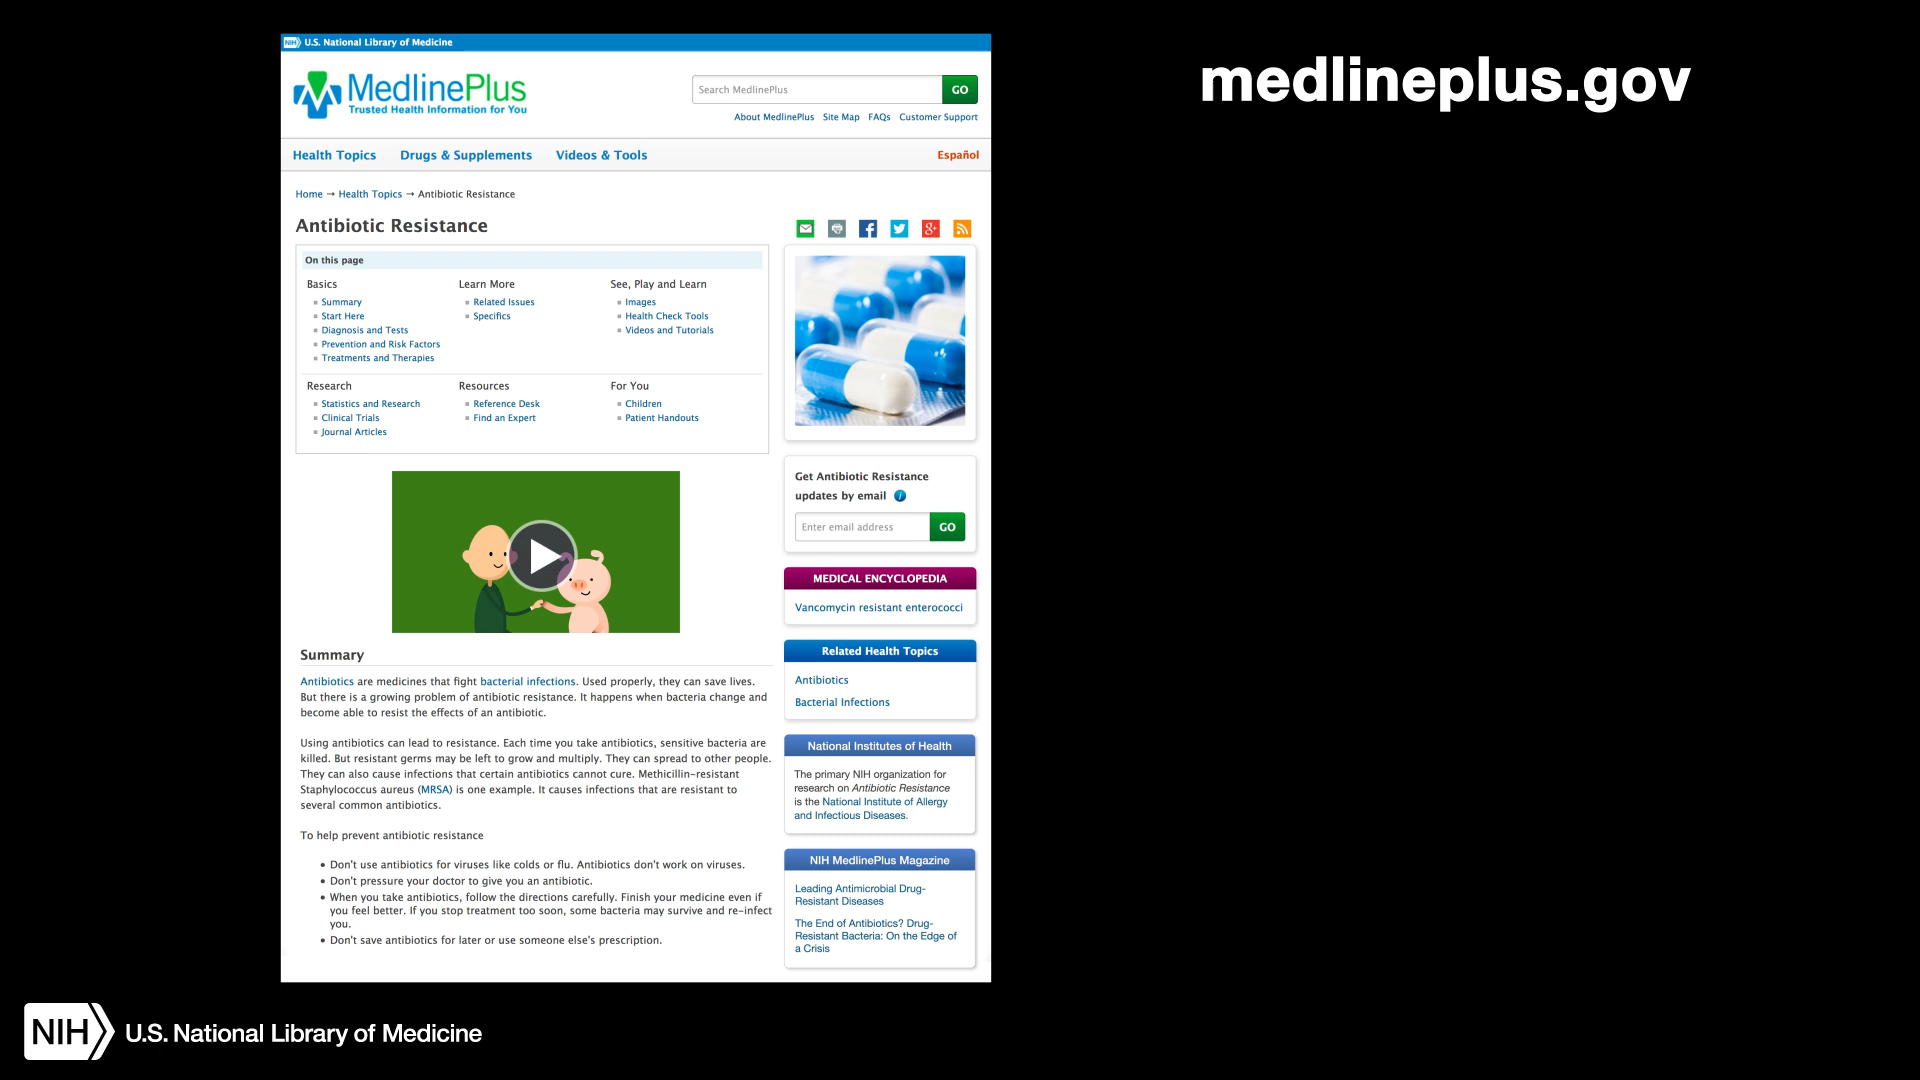 NIH U.S. National Library of Medicine
medlineplus.gov
MedlinePlus
Trusted Health Information for You
Search MedlinePlus GO
About MedlinePlus Site Map FAQs Customer Support
Health Topics Drugs & Supplements Videos & Tools Español
Home → Health Topics → Antibiotic Resistance
Antibiotic Resistance
On this page
Basics
Summary
Start Here
Diagnosis and Tests
Prevention and Risk Factors
Treatments and Therapies
Learn More
Related Issues
Specifics
See, Play and Learn
Images
Health Check Tools
Videos and Tutorials
Research
Statistics and Research
Clinical Trials
Journal Articles
Resources
Reference Desk
Find an Expert
For You
Children
Patient Handouts
Summary
Antibiotics are medicines that fight bacterial infections. Used properly, they can save lives.
But there is a growing problem of antibiotic resistance. It happens when bacteria change and
become able to resist the effects of an antibiotic.
Using antibiotics can lead to resistance. Each time you take antibiotics, sensitive bacteria are
killed. But resistant germs may be left to grow and multiply. They can spread to other people.
They can also cause infections that certain antibiotics cannot cure. Methicillin-resistant
Staphylococcus aureus (MRSA) is one example. It causes infections that are resistant to
several common antibiotics.
To help prevent antibiotic resistance
• Don't use antibiotics for viruses like colds or flu. Antibiotics don't work on viruses.
• Don't pressure your doctor to give you an antibiotic.
• When you take antibiotics, follow the directions carefully. Finish your medicine even if
you feel better. If you stop treatment too soon, some bacteria may survive and re-infect
you.
• Don't save antibiotics for later or use someone else's prescription.
g+
Get Antibiotic Resistance
updates by email i
Enter email address GO
MEDICAL ENCYCLOPEDIA
Vancomycin resistant enterococci
Related Health Topics
Antibiotics
Bacterial Infections
National Institutes of Health
The primary NIH organization for
research on Antibiotic Resistance
is the National Institute of Allergy
and Infectious Diseases.
NIH MedlinePlus Magazine
Leading Antimicrobial Drug-
Resistant Diseases
The End of Antibiotics? Drug-
Resistant Bacteria: On the Edge of
a Crisis
NIH U.S. National Library of Medicine